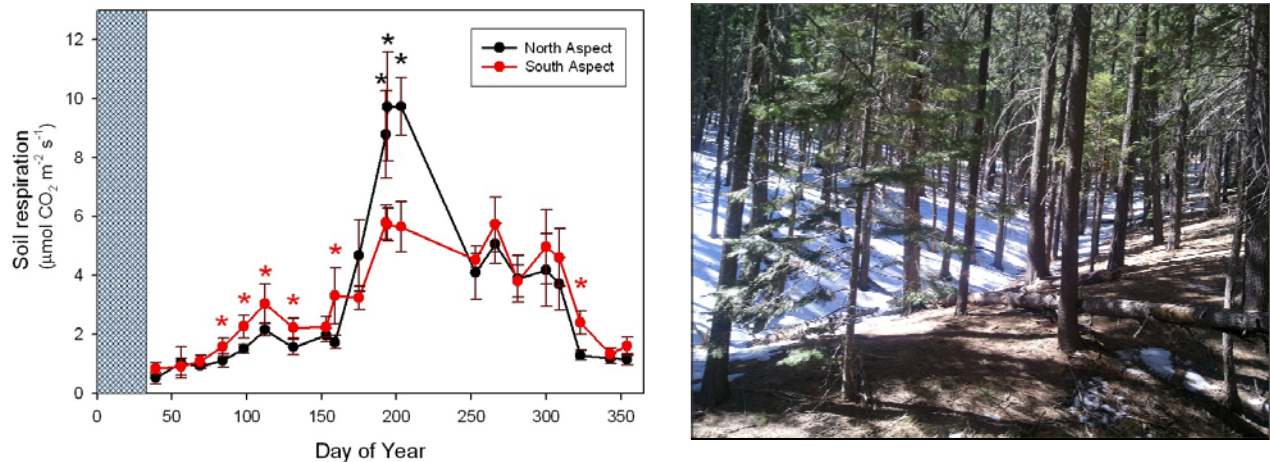 12
10
8
6
4
2
0
Soil respiration
(μmol CO₂ m⁻² s⁻¹)
North Aspect
South Aspect
* * *
* * * * * *
0 50 100 150 200 250 300 350
Day of Year